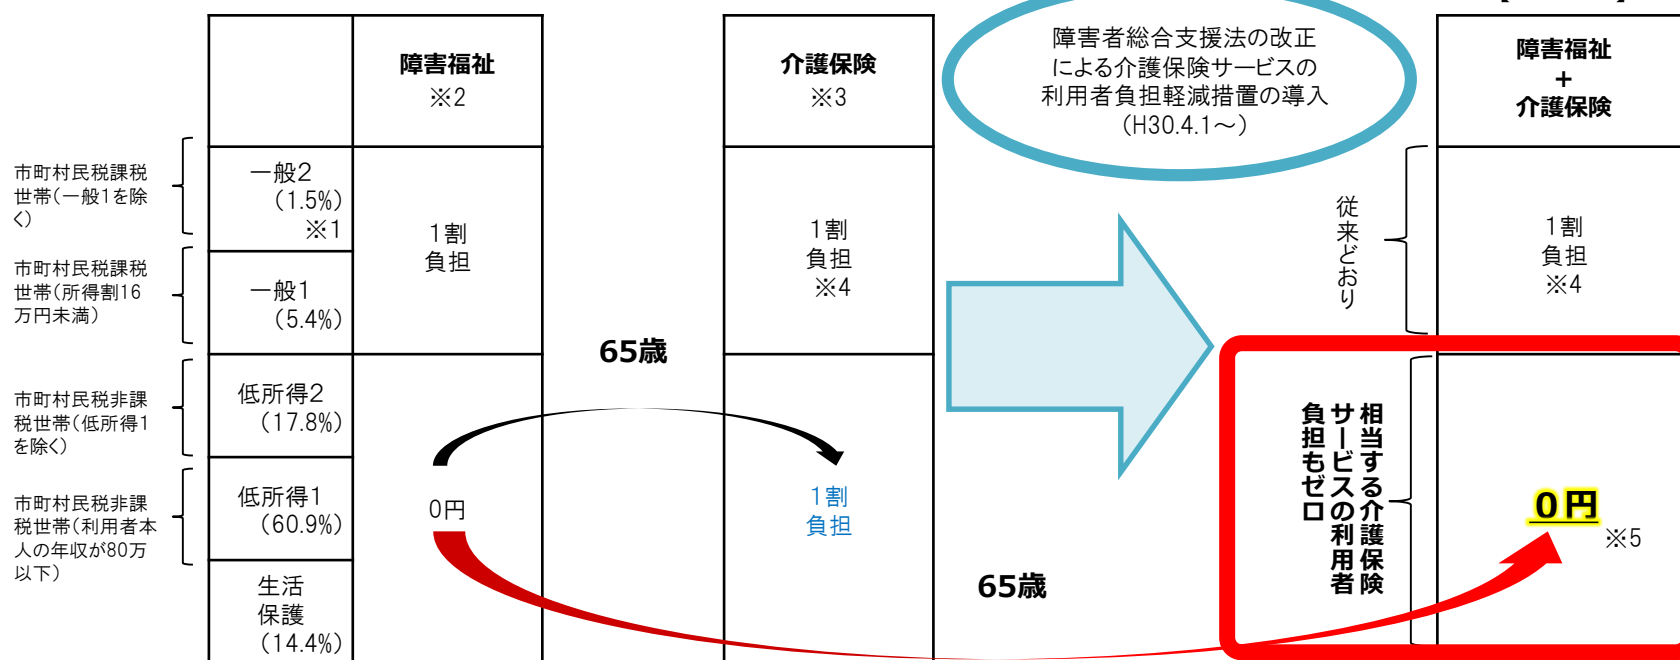 障害福祉
※2
介護保険
※3
障害者総合支援法の改正
による介護保険サービスの
利用者負担軽減措置の導入
(H30.4.1～)
障害福祉
+
介護保険
市町村民税課税
世帯(一般1を除
く)
一般2
(1.5%)
※1
市町村民税課税
世帯(所得割16
万円未満)
一般1
(5.4%)
1割
負担
1割
負担
※4
従来どおり
1割
負担
※4
65歳
市町村民税非課
税世帯(低所得1
を除く)
低所得2
(17.8%)
市町村民税非課
税世帯(利用者本
人の年収が80万
以下)
低所得1
(60.9%)
生活
保護
(14.4%)
0円
1割
負担
65歳
相当する介護保険
サービスの利用者
負担もゼロ
0円
※5